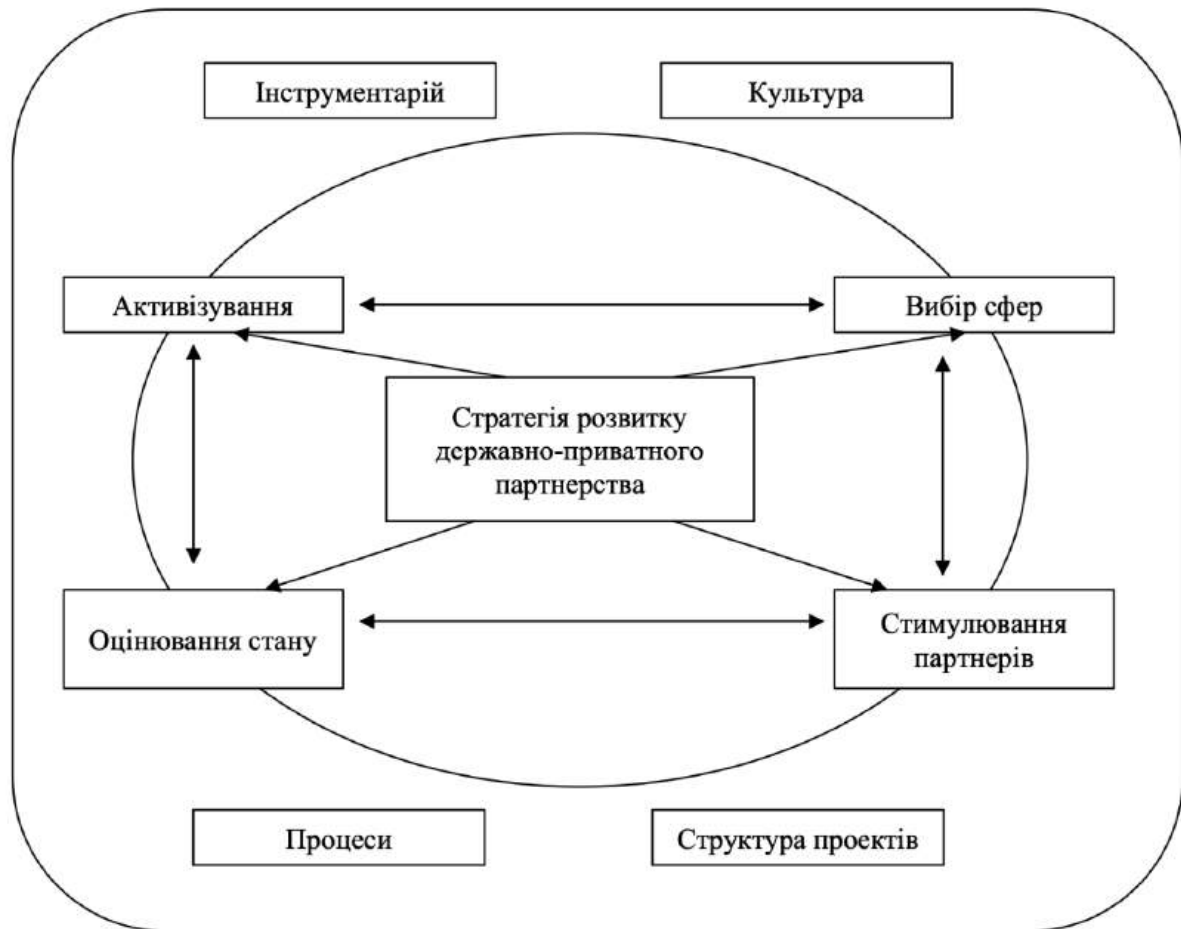 Інструментарій
Культура
Активізування
Вибір сфер
Стратегія розвитку
державно-приватного
партнерства
Оцінювання стану
Стимулювання
партнерів
Процеси
Структура проектів